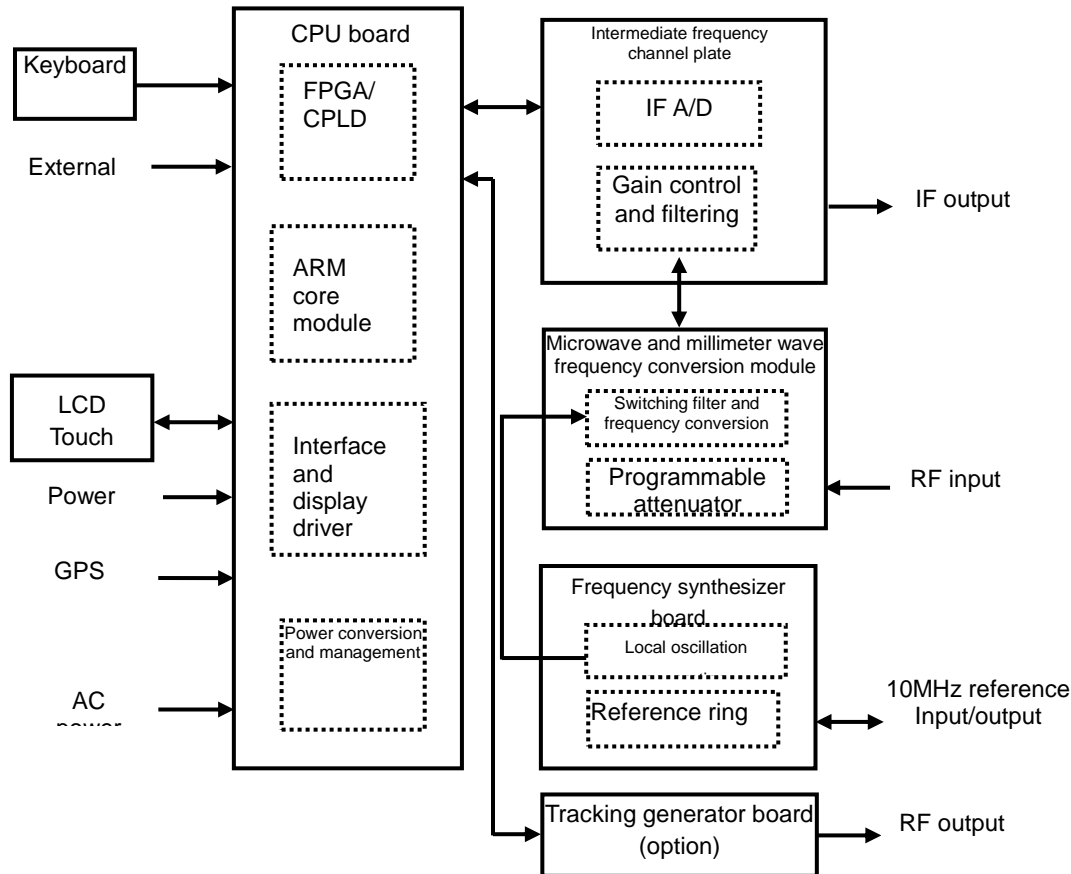 CPU board
Keyboard
External
LCD
Touch
Power
GPS
AC
FPGA/
CPLD
ARM
core
module
Interface
and
display
driver
Power conversion
and management
Intermediate frequency
channel plate
IF A/D
Gain control
and filtering
IF output
Microwave and millimeter wave
frequency conversion module
Switching filter and
frequency conversion
Programmable
attenuator
RF input
Frequency synthesizer
board
Local oscillation
Reference ring
10MHz reference
Input/output
Tracking generator board
(option)
RF output